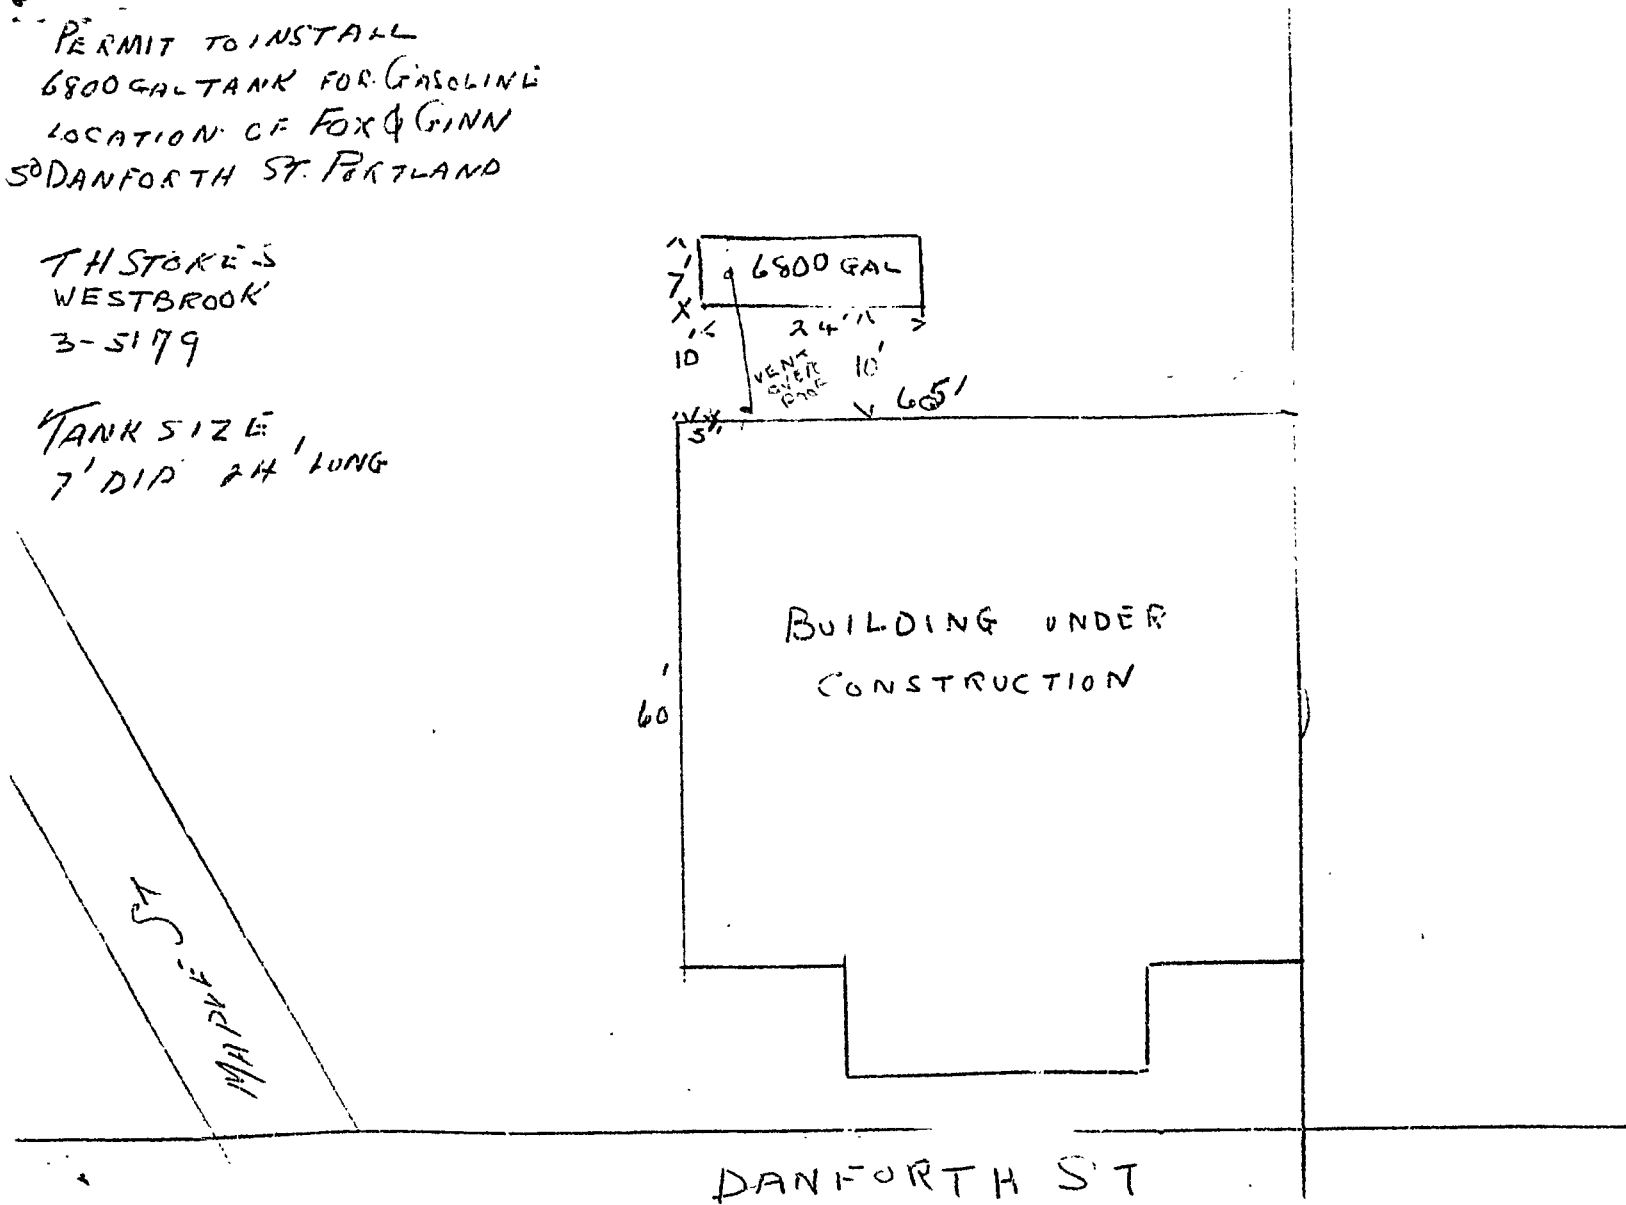 PERMIT TO INSTALL
6800 GAL TANK FOR GASOLINE
LOCATION OF FOX & GINN
50 DANFORTH ST. PORTLAND
T H STOKES
WESTBROOK
3-5179
TANK SIZE
7' DIA 24' LONG
7'
6800 GAL
24'
10'
VENT
OVER
ROOF
10'
5'
BUILDING UNDER
CONSTRUCTION
60'
MAPLE ST
DANFORTH ST